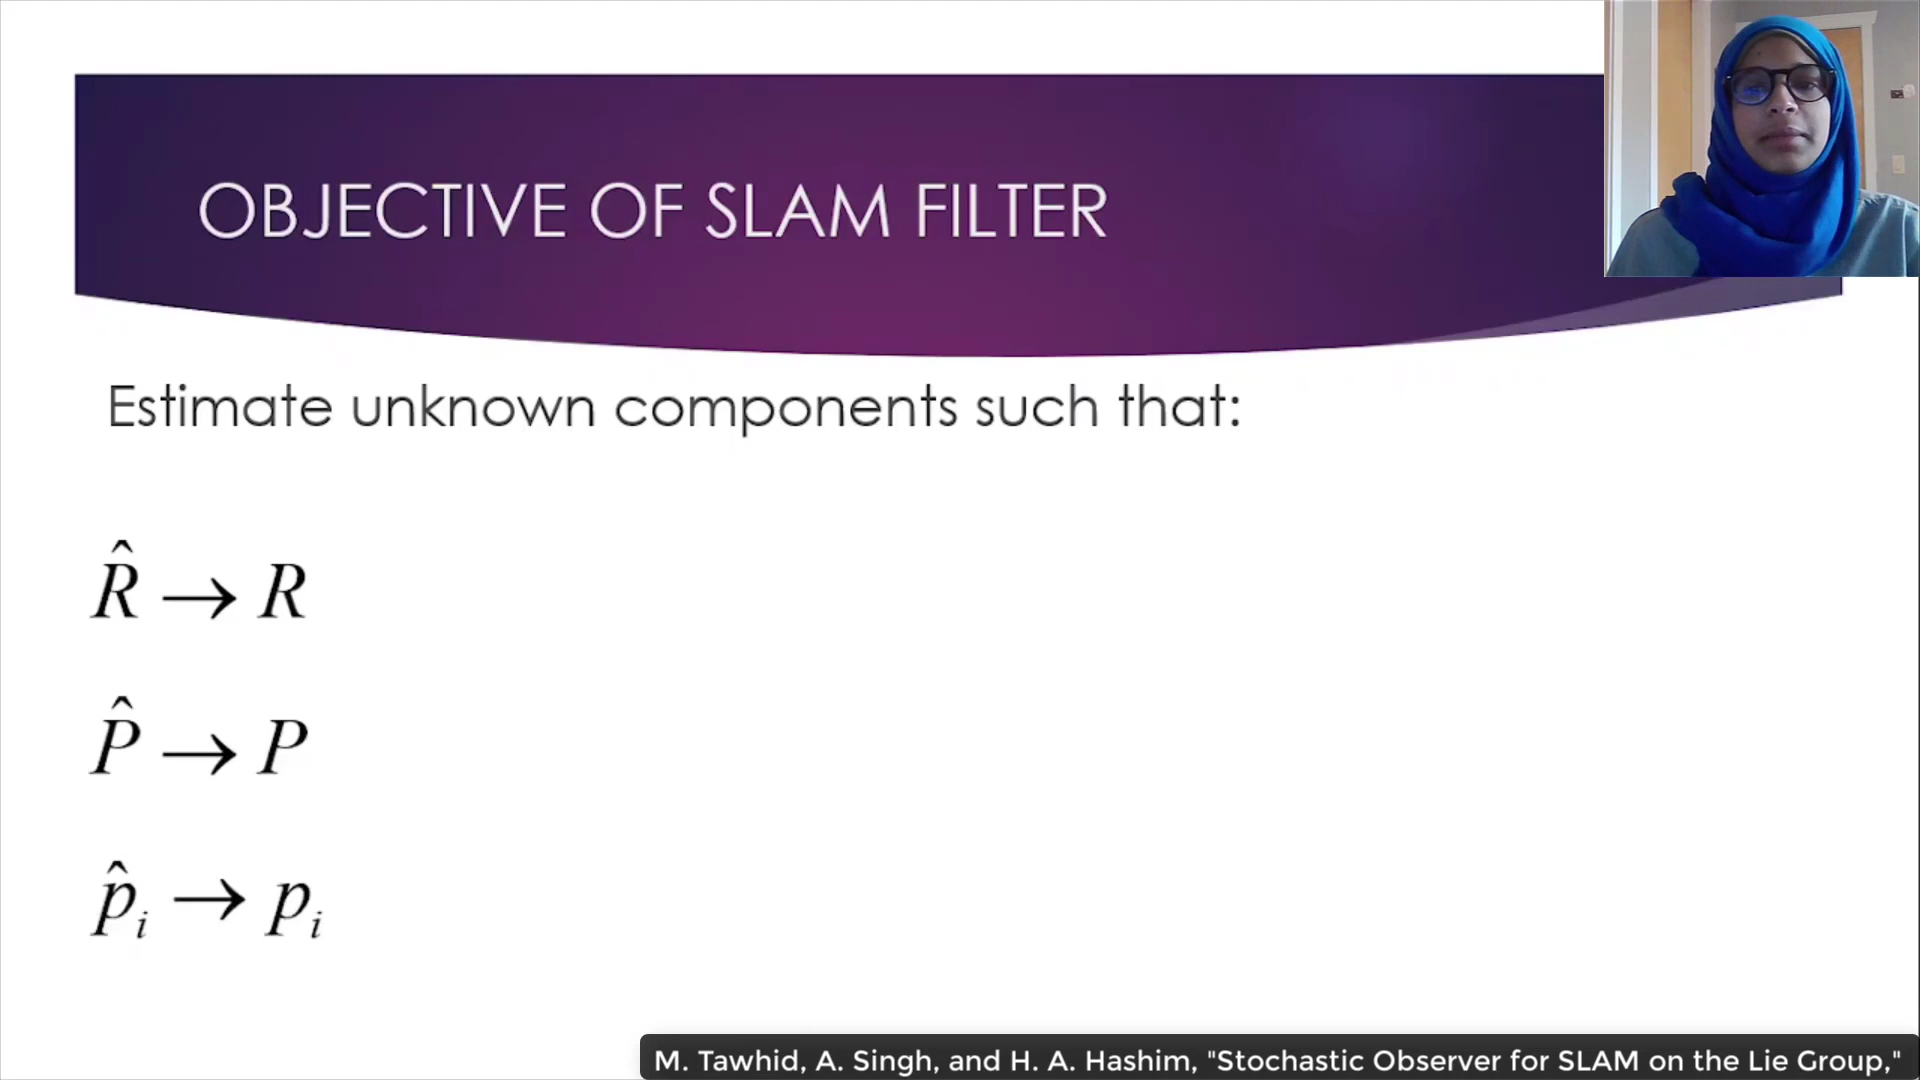 OBJECTIVE OF SLAM FILTER
Estimate unknown components such that:
R̂ → R
P̂ → P
p̂ᵢ → pᵢ
M. Tawhid, A. Singh, and H. A. Hashim, "Stochastic Observer for SLAM on the Lie Group,"